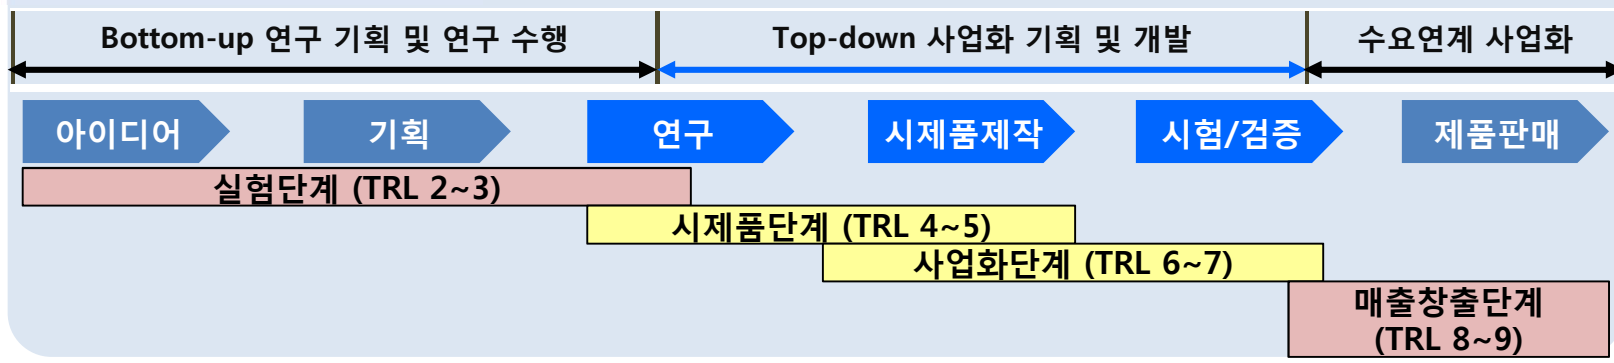 Bottom-up 연구 기획 및 연구 수행
Top-down 사업화 기획 및 개발
수요연계 사업화
아이디어
기획
연구
시제품제작
시험/검증
제품판매
실험단계 (TRL 2~3)
시제품단계 (TRL 4~5)
사업화단계 (TRL 6~7)
매출창출단계
(TRL 8~9)